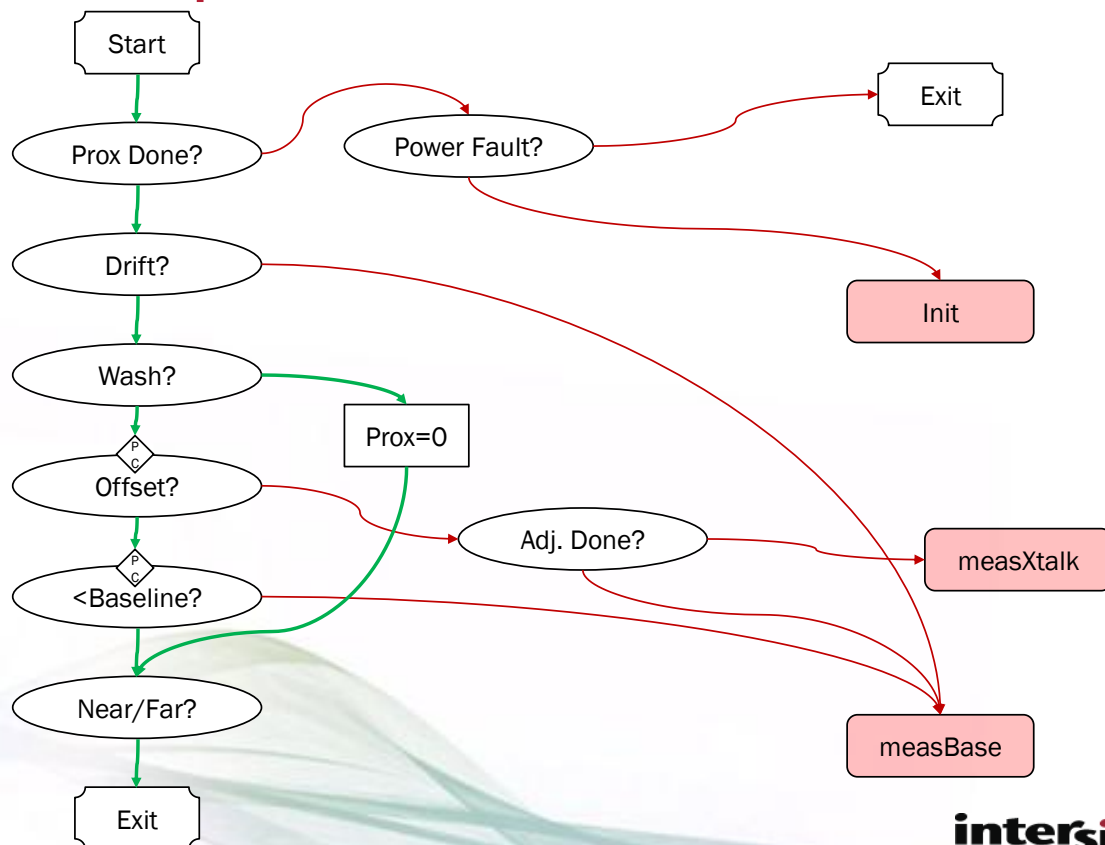 Start
Exit
Prox Done?
Power Fault?
Drift?
Init
Wash?
Prox=0
P
C
Offset?
Adj. Done?
measXtalk
P
C
<Baseline?
Near/Far?
measBase
Exit